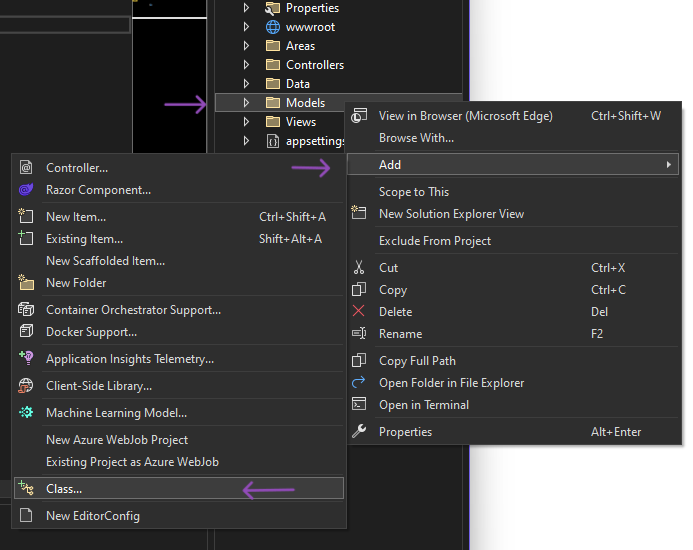 Properties
wwwroot
Areas
Controllers
Data
Models
Views
appsettings
View in Browser (Microsoft Edge) Ctrl+Shift+W
Browse With...
Add
Scope to This
New Solution Explorer View
Exclude From Project
Cut Ctrl+X
Copy Ctrl+C
Delete Del
Rename F2
Copy Full Path
Open Folder in File Explorer
Open in Terminal
Properties Alt+Enter
Controller...
Razor Component...
New Item... Ctrl+Shift+A
Existing Item... Shift+Alt+A
New Scaffolded Item...
New Folder
Container Orchestrator Support...
Docker Support...
Application Insights Telemetry...
Client-Side Library...
Machine Learning Model...
New Azure WebJob Project
Existing Project as Azure WebJob
Class...
New EditorConfig